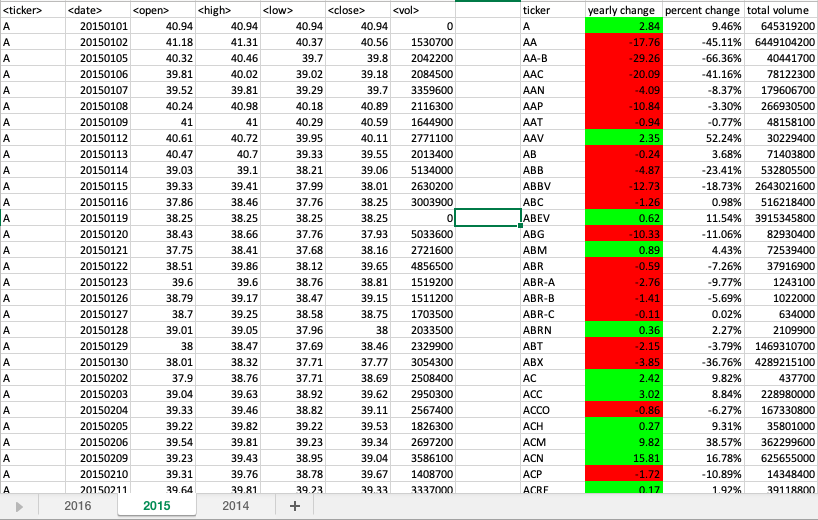 <ticker> <date> <open> <high> <low> <close> <vol> ticker yearly change percent change total volume
A 20150101 40.94 40.94 40.94 40.94 0 A 2.84 9.46% 645319200
A 20150102 41.18 41.31 40.37 40.56 1530700 AA -17.76 -45.11% 6449104200
A 20150105 40.32 40.46 39.7 39.8 2042200 AA-B -29.26 -66.36% 40441700
A 20150106 39.81 40.02 39.02 39.18 2084500 AAC -20.09 -41.16% 78122300
A 20150107 39.52 39.81 39.29 39.7 3359600 AAN -4.09 -8.37% 179606700
A 20150108 40.24 40.98 40.18 40.89 2116300 AAP -10.84 -3.30% 266930500
A 20150109 41 41 40.29 40.59 1644900 AAT -0.94 -0.77% 48158100
A 20150112 40.61 40.72 39.95 40.11 2771100 AAV 2.35 52.24% 30229400
A 20150113 40.47 40.7 39.33 39.55 2013400 AB -0.24 3.68% 71403800
A 20150114 39.03 39.1 38.21 39.06 5134000 ABB -4.87 -23.41% 532805500
A 20150115 39.33 39.41 37.99 38.01 2630200 ABBV -12.73 -18.73% 2643021600
A 20150116 37.86 38.46 37.76 38.25 3003900 ABC -1.26 0.98% 516218400
A 20150119 38.25 38.25 38.25 38.25 0 ABEV 0.62 11.54% 3915345800
A 20150120 38.43 38.66 37.76 37.93 5033600 ABG -10.33 -11.06% 82930400
A 20150121 37.75 38.41 37.68 38.16 2721600 ABM 0.89 4.43% 72539400
A 20150122 38.51 39.86 38.12 39.65 4856500 ABR -0.59 -7.26% 37916900
A 20150123 39.6 39.6 38.76 38.81 1519200 ABR-A -2.76 -9.77% 1243100
A 20150126 38.79 39.17 38.47 39.15 1511200 ABR-B -1.41 -5.69% 1022000
A 20150127 38.7 39.25 38.58 38.75 1703500 ABR-C -0.11 0.02% 634000
A 20150128 39.01 39.05 37.96 38 2033500 ABRN 0.36 2.27% 2109900
A 20150129 38 38.47 37.69 38.46 2329900 ABT -2.15 -3.79% 1469310700
A 20150130 38.01 38.32 37.71 37.77 3054300 ABX -3.85 -36.76% 4289215100
A 20150202 37.9 38.76 37.71 38.69 2508400 AC 2.42 9.82% 437700
A 20150203 39.04 39.63 38.92 39.62 2950300 ACC 3.02 8.84% 228980000
A 20150204 39.33 39.46 38.82 39.11 2567400 ACCO -0.86 -6.27% 167330800
A 20150205 39.22 39.82 39.22 39.53 1826300 ACH 0.27 9.31% 35801000
A 20150206 39.54 39.81 39.23 39.34 2697200 ACM 9.82 38.57% 362299600
A 20150209 39.23 39.43 38.95 39.04 3586100 ACN 15.81 16.78% 625655000
A 20150210 39.31 39.76 38.78 39.67 1408700 ACP -1.72 -10.89% 14348400
A 20150211 39.64 39.81 39.23 39.33 3337000 ACRE 0.17 1.92% 39118800
2016 2015 2014 +